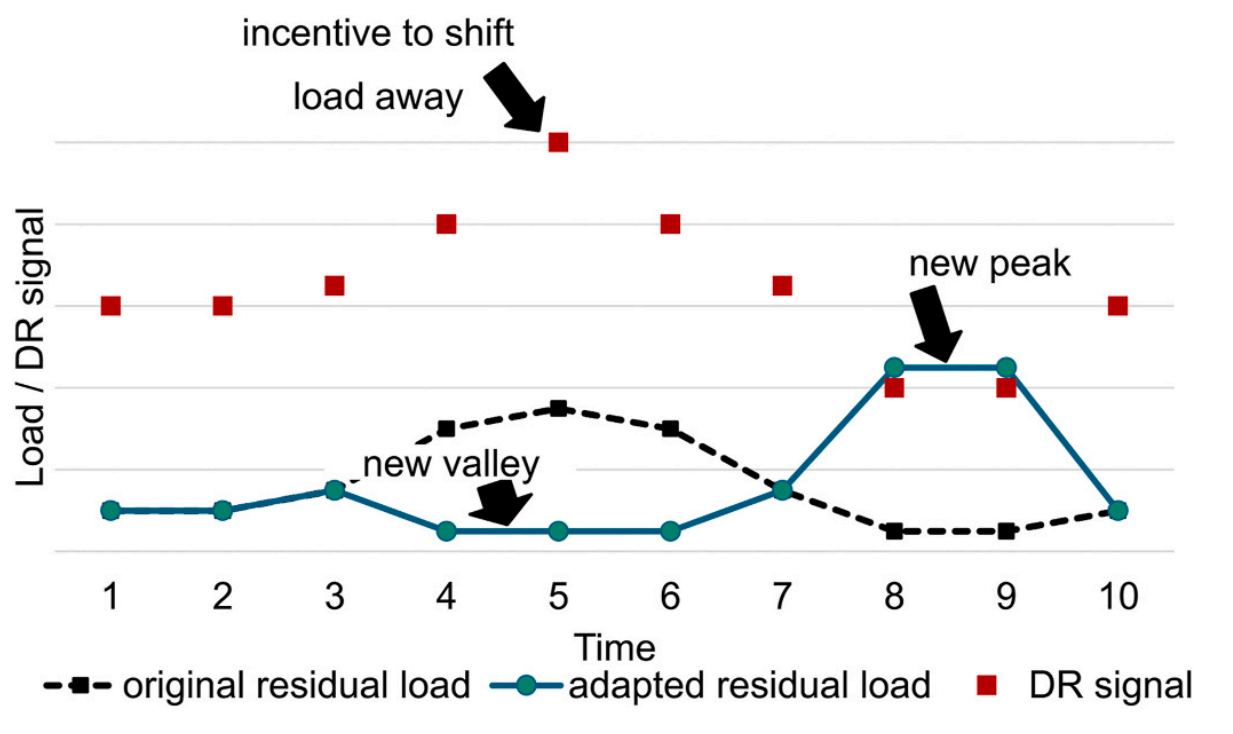 incentive to shift
load away
new peak
new valley
Load / DR signal
1 2 3 4 5 6 7 8 9 10
Time
original residual load adapted residual load DR signal